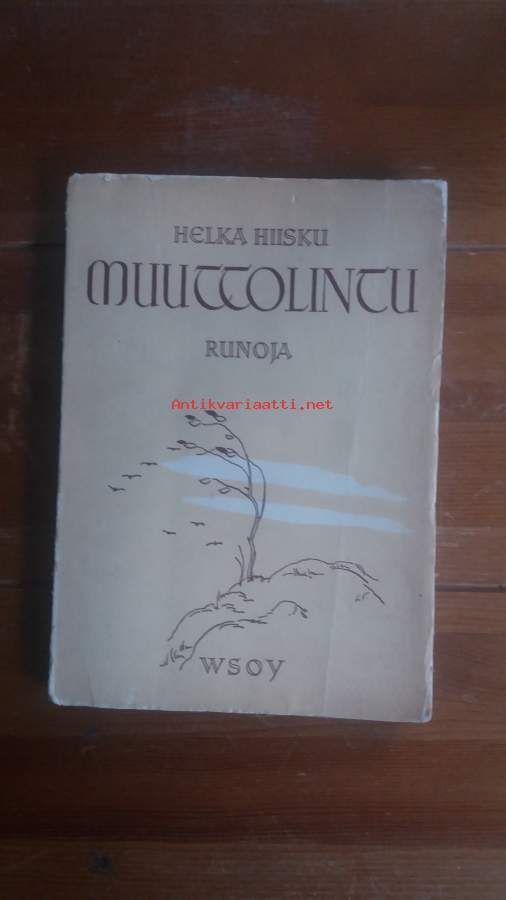 HELKA HIISKU
MUUTTOLINTU
RUNOJA
Antikvariaatti.net
WSOY